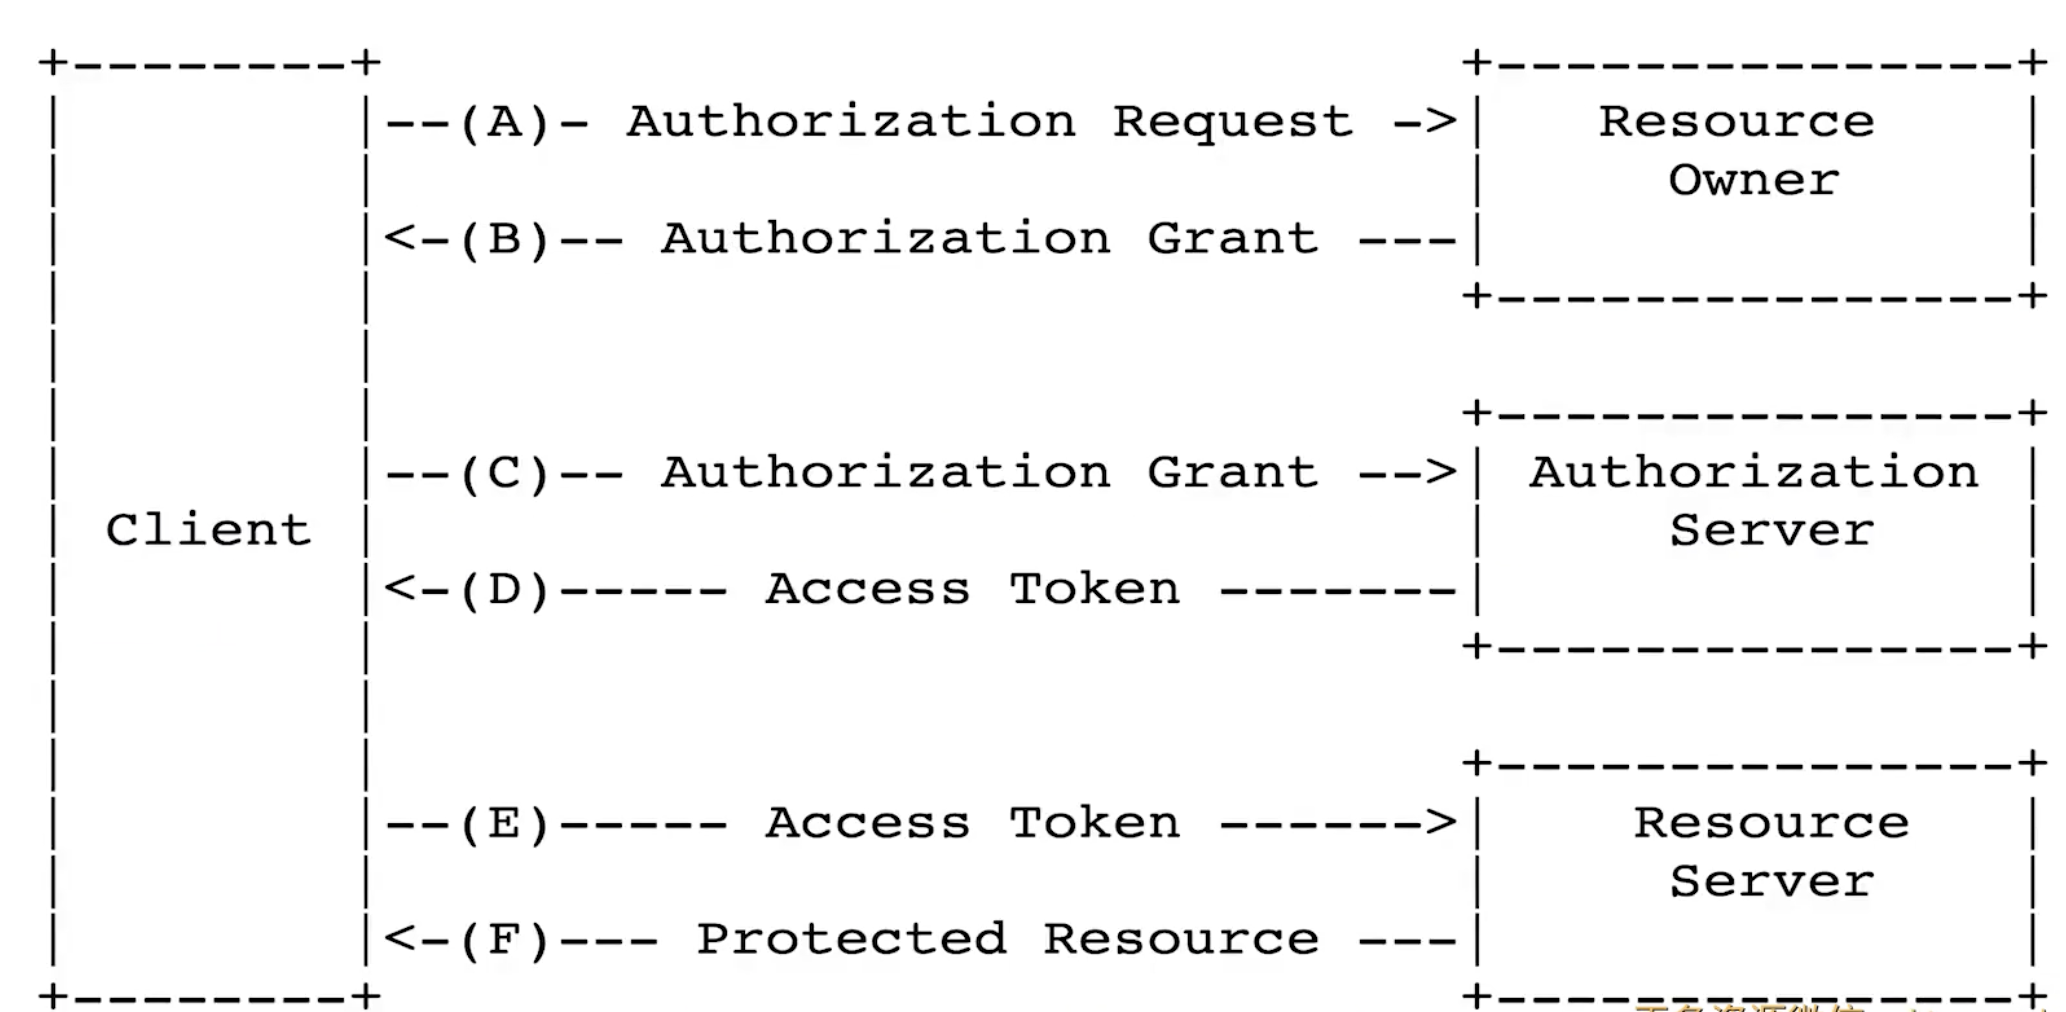 +--------+                               +---------------+
|        |--(A)- Authorization Request ->|   Resource    |
|        |                               |     Owner     |
|        |<-(B)-- Authorization Grant ---|               |
|        |                               +---------------+
|        |
|        |                               +---------------+
|        |--(C)-- Authorization Grant -->| Authorization |
| Client |                               |     Server    |
|        |<-(D)----- Access Token -------|               |
|        |                               +---------------+
|        |
|        |                               +---------------+
|        |--(E)----- Access Token ------>|    Resource   |
|        |                               |     Server    |
|        |<-(F)--- Protected Resource ---|               |
+--------+                               +---------------+